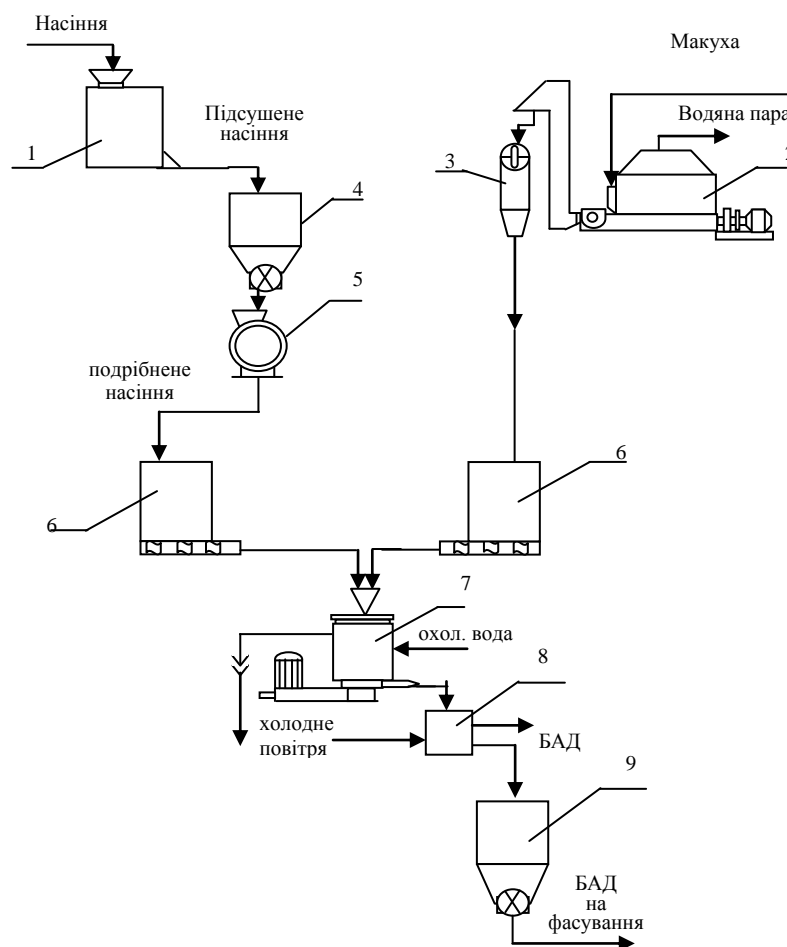 Насіння
Макуха
Підсушене
насіння
Водяна пара
1
3
2
4
5
подрібнене
насіння
6
6
7
охол. вода
8
холодне
повітря
БАД
9
БАД
на
фасування